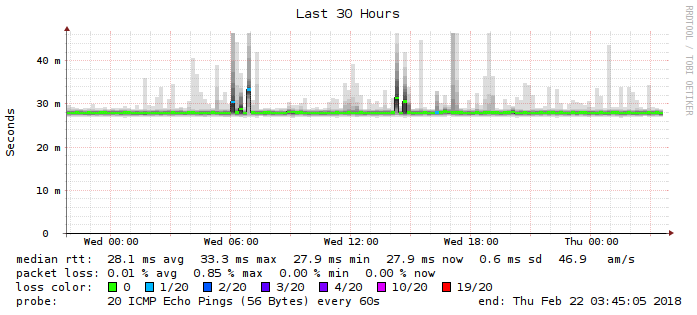 Last 30 Hours
RRDTOOL / TOBI OETIKER
Seconds
40 m
30 m
20 m
10 m
0
Wed 00:00 Wed 06:00 Wed 12:00 Wed 18:00 Thu 00:00
median rtt: 28.1 ms avg 33.3 ms max 27.9 ms min 27.9 ms now 0.6 ms sd 46.9 am/s
packet loss: 0.01 % avg 0.85 % max 0.00 % min 0.00 % now
loss color: 0 1/20 2/20 3/20 4/20 10/20 19/20
probe: 20 ICMP Echo Pings (56 Bytes) every 60s end: Thu Feb 22 03:45:05 2018